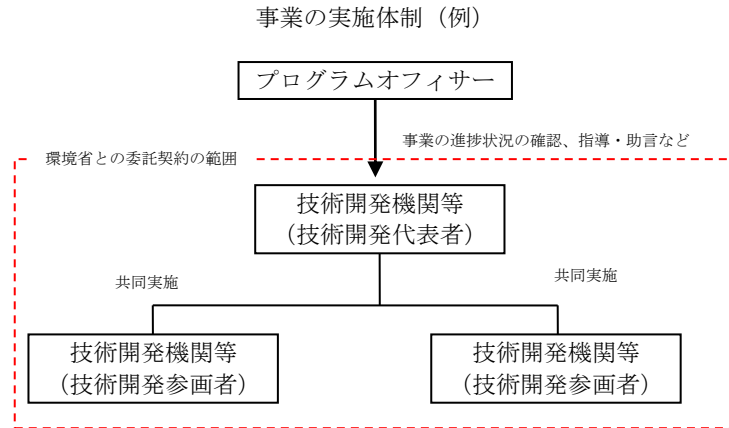 事業の実施体制（例）
プログラムオフィサー
事業の進捗状況の確認、指導・助言など
環境省との委託契約の範囲
技術開発機関等
（技術開発代表者）
共同実施
共同実施
技術開発機関等
（技術開発参画者）
技術開発機関等
（技術開発参画者）